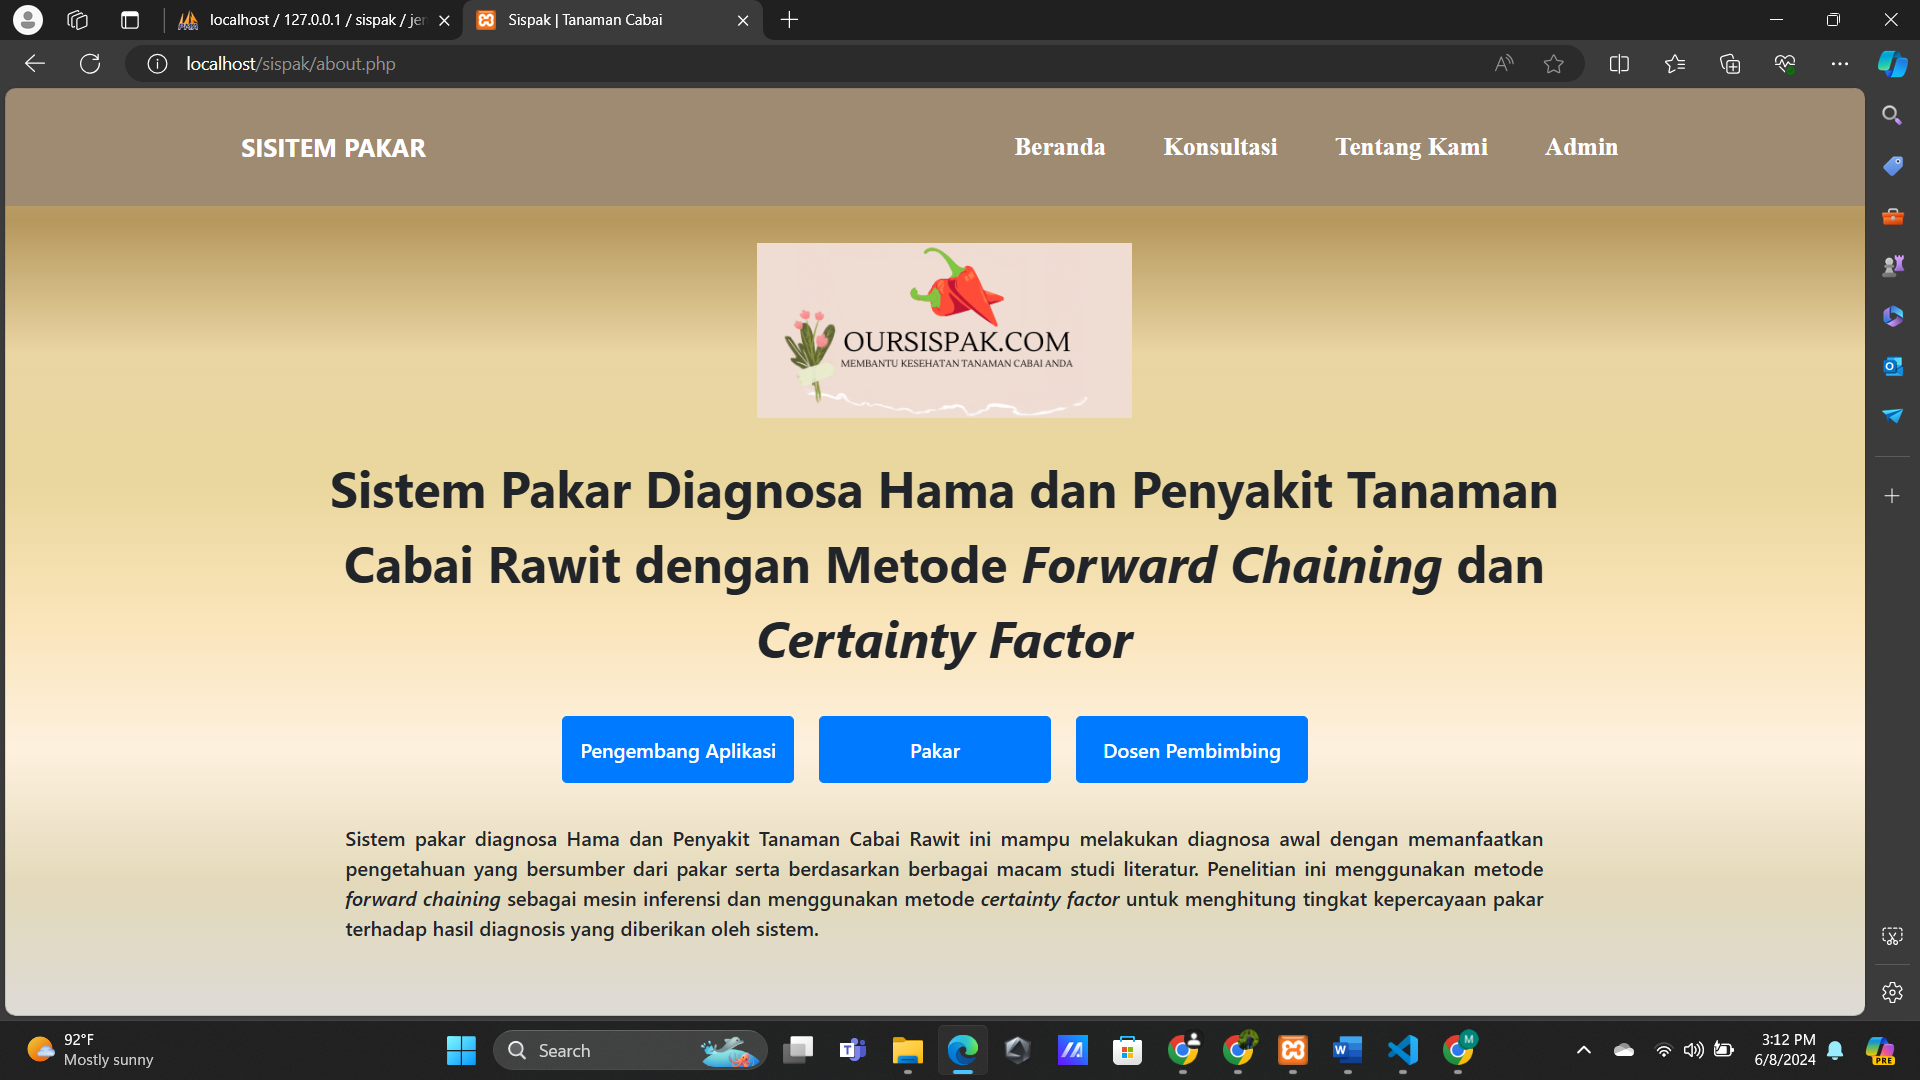 localhost / 127.0.0.1 / sispak / jer
Sispak | Tanaman Cabai
localhost/sispak/about.php
SISITEM PAKAR
Beranda
Konsultasi
Tentang Kami
Admin
OURSISPAK.COM
MEMBANTU KESEHATAN TANAMAN CABAI ANDA
Sistem Pakar Diagnosa Hama dan Penyakit Tanaman
Cabai Rawit dengan Metode Forward Chaining dan
Certainty Factor
Pengembang Aplikasi
Pakar
Dosen Pembimbing
Sistem pakar diagnosa Hama dan Penyakit Tanaman Cabai Rawit ini mampu melakukan diagnosa awal dengan memanfaatkan
pengetahuan yang bersumber dari pakar serta berdasarkan berbagai macam studi literatur. Penelitian ini menggunakan metode
forward chaining sebagai mesin inferensi dan menggunakan metode certainty factor untuk menghitung tingkat kepercayaan pakar
terhadap hasil diagnosis yang diberikan oleh sistem.
92°F
Mostly sunny
Search
M
PRE
3:12 PM
6/8/2024